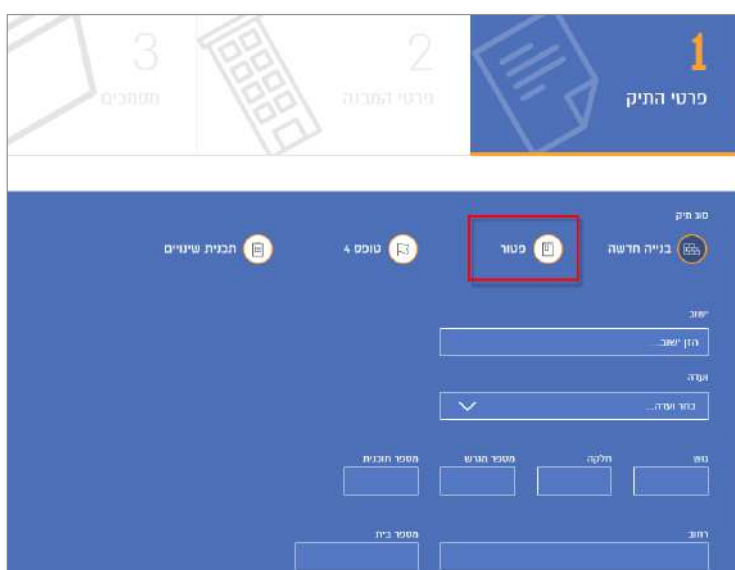 1
פרטי התיק
2
פרטי המבנה
3
מסמכים
סוג תיק
בנייה חדשה
פטור
טופס 4
תכנית שינויים
ישוב
הזן ישוב...
ועדה
בחר ועדה...
גוש
חלקה
מספר מגרש
מספר תוכנית
רחוב
מספר בית